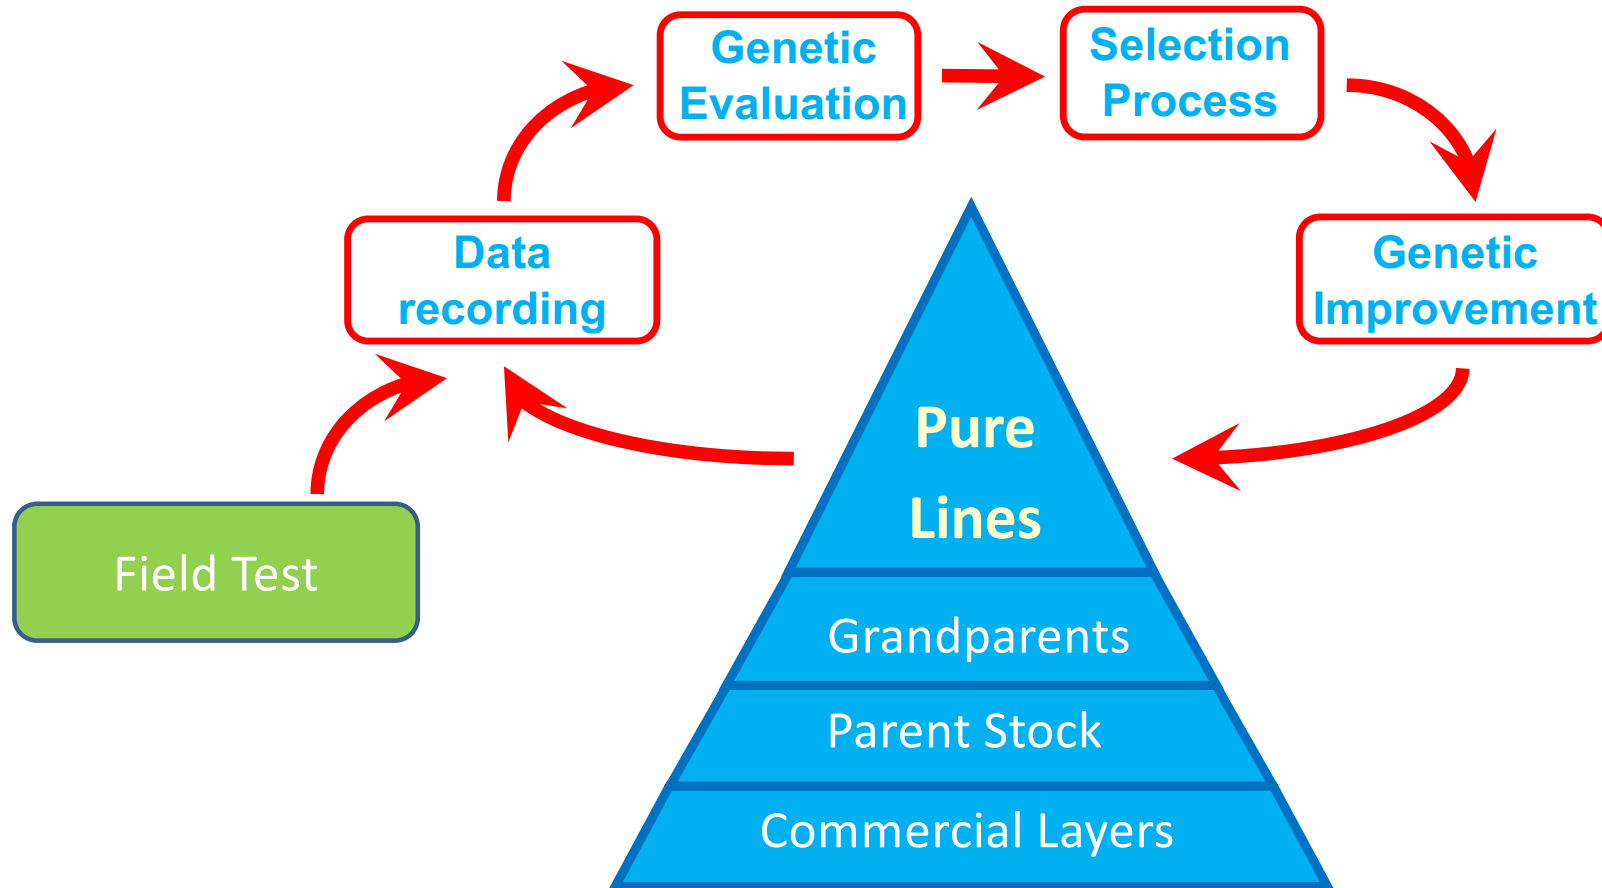 Genetic
Evaluation
Selection
Process
Data
recording
Genetic
Improvement
Pure
Lines
Field Test
Grandparents
Parent Stock
Commercial Layers